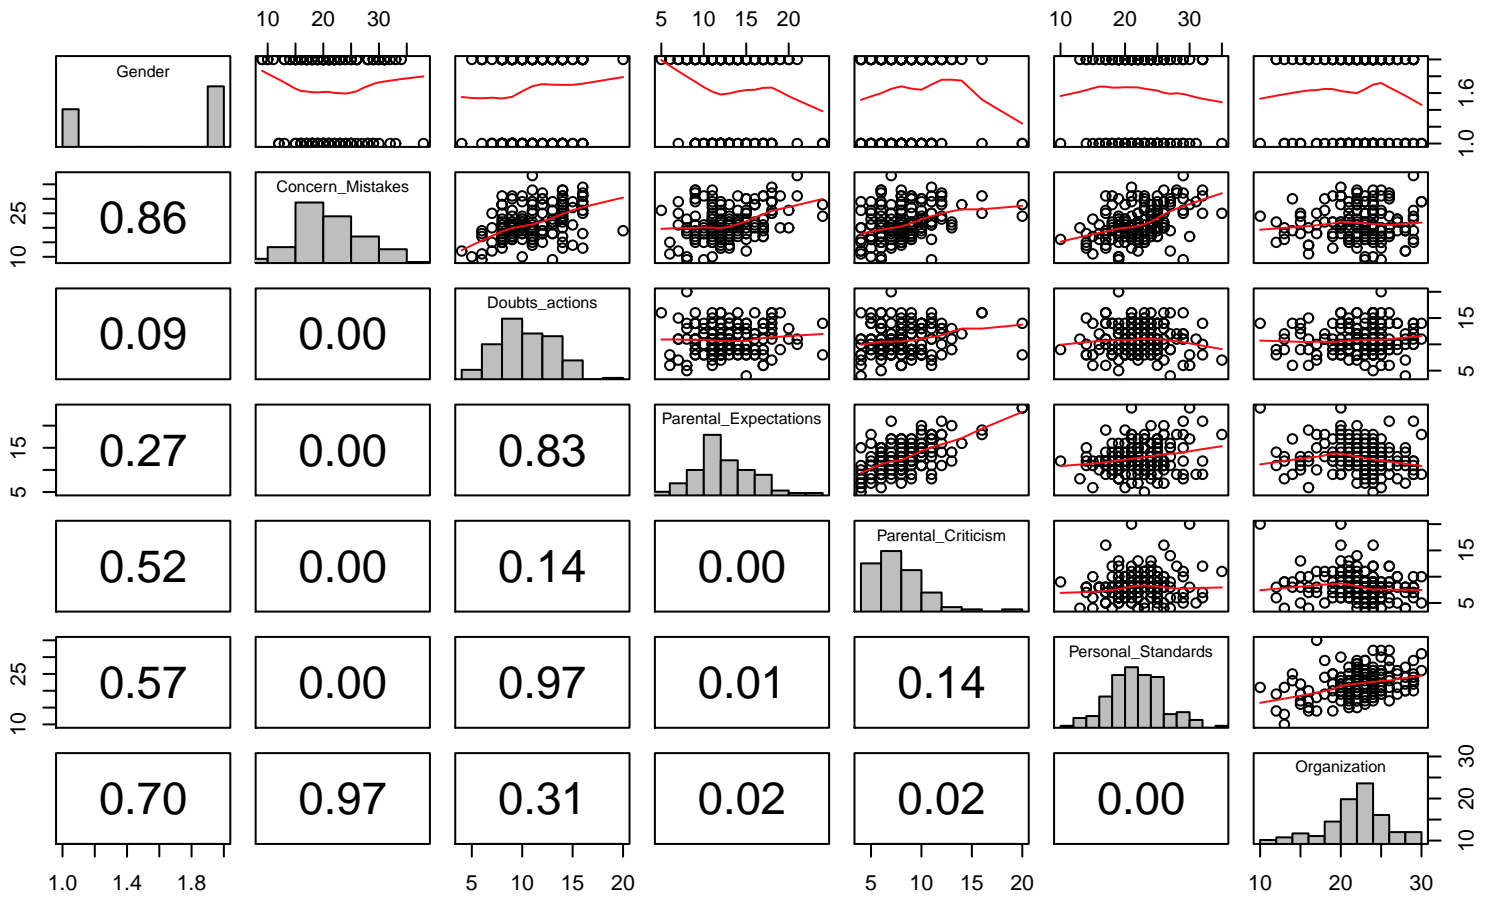 10 20 30 5 10 15 20 10 20 30
Gender
1.0 1.6
0.86 Concern_Mistakes
10 25
0.09 0.00 Doubts_actions
5 15
0.27 0.00 0.83 Parental_Expectations
5 15
0.52 0.00 0.14 0.00 Parental_Criticism
5 15
0.57 0.00 0.97 0.01 0.14 Personal_Standards
10 25
0.70 0.97 0.31 0.02 0.02 0.00 Organization
10 20 30
1.0 1.4 1.8 5 10 15 20 5 10 15 20 10 20 30